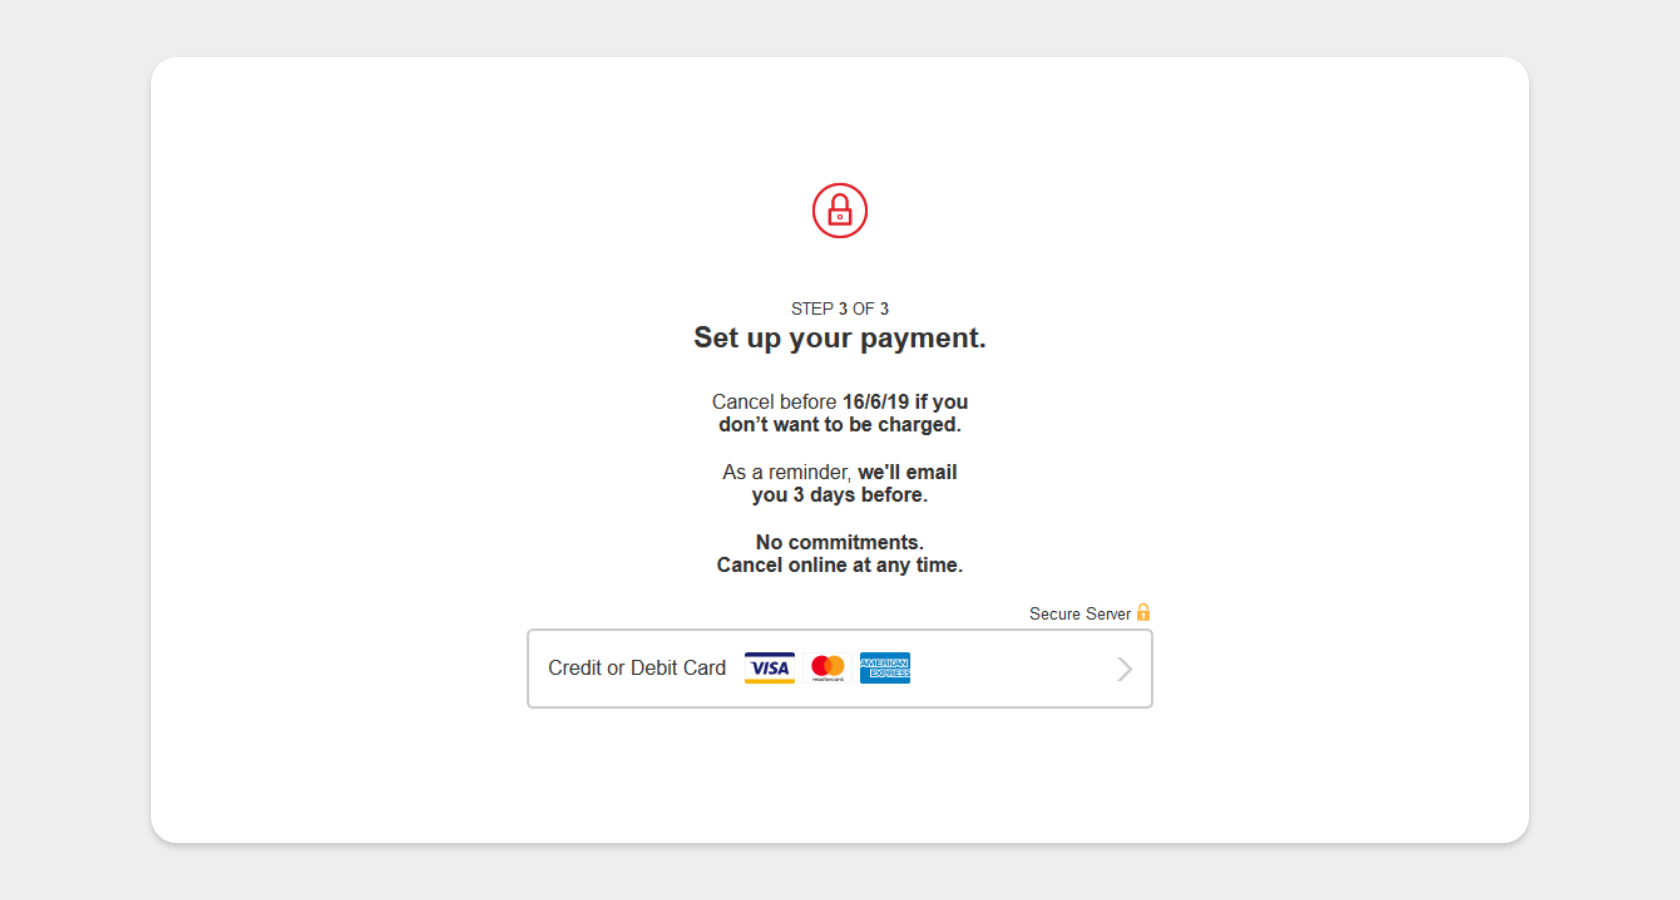 STEP 3 OF 3
Set up your payment.
Cancel before 16/6/19 if you
don’t want to be charged.
As a reminder, we'll email
you 3 days before.
No commitments.
Cancel online at any time.
Secure Server
Credit or Debit Card VISA mastercard AMERICAN EXPRESS